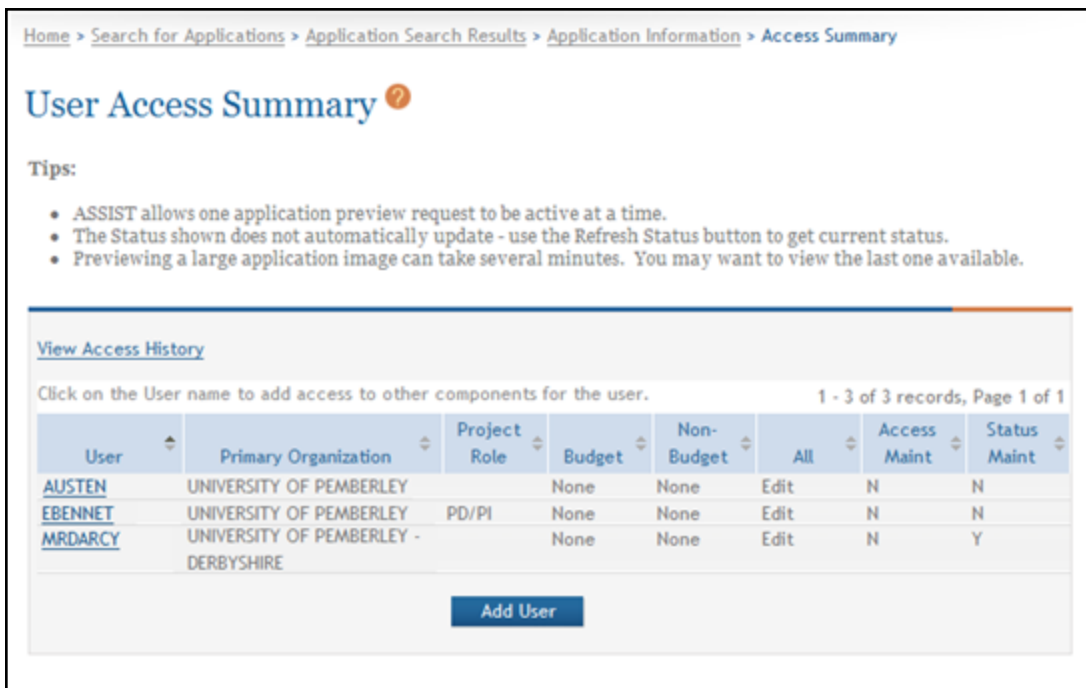 Home > Search for Applications > Application Search Results > Application Information > Access Summary
User Access Summary ?
Tips:
• ASSIST allows one application preview request to be active at a time.
• The Status shown does not automatically update - use the Refresh Status button to get current status.
• Previewing a large application image can take several minutes. You may want to view the last one available.
View Access History
Click on the User name to add access to other components for the user. 1 - 3 of 3 records, Page 1 of 1
User Primary Organization Project Role Budget Non-Budget All Access Maint Status Maint
AUSTEN UNIVERSITY OF PEMBERLEY None None Edit N N
EBENNET UNIVERSITY OF PEMBERLEY PD/PI None None Edit N N
MRDARCY UNIVERSITY OF PEMBERLEY - None None Edit N Y
DERBYSHIRE
Add User